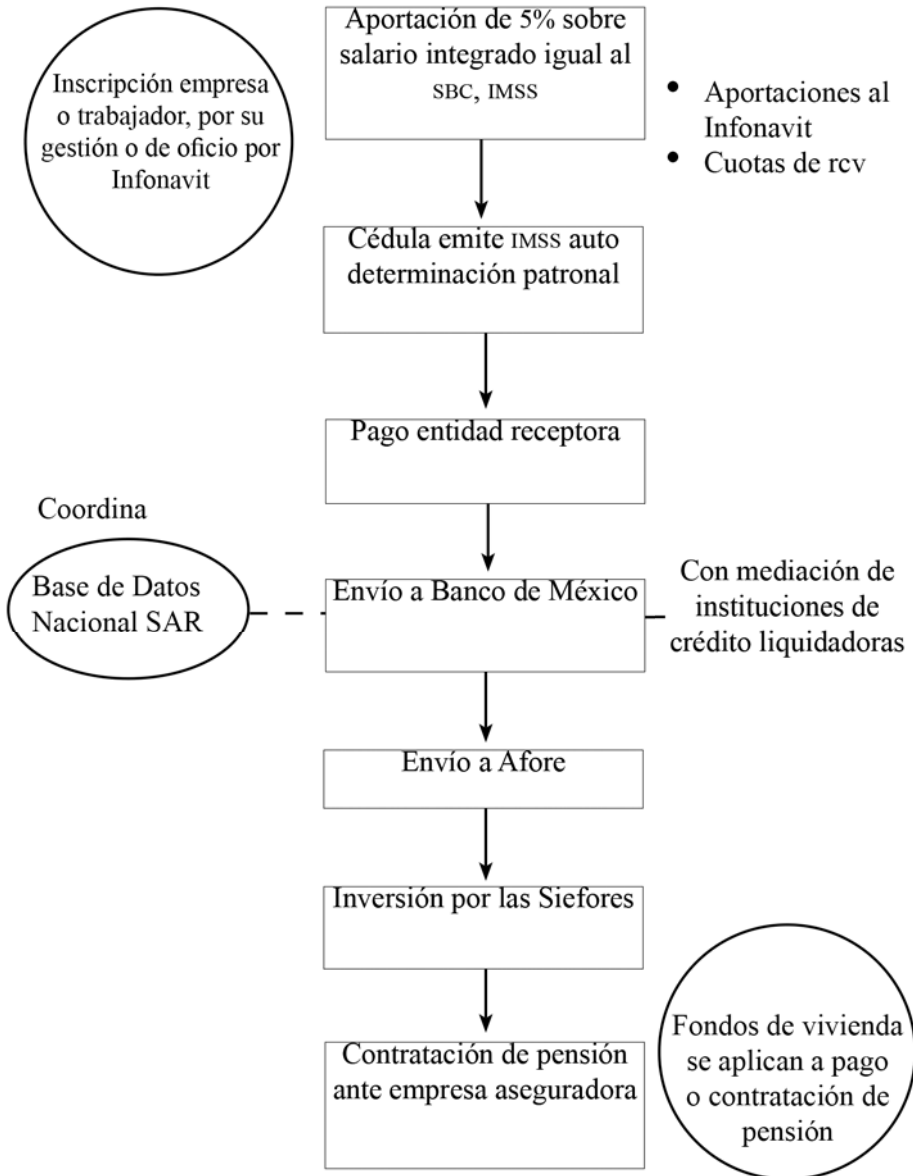 Aportación de 5% sobre
salario integrado igual al
SBC, IMSS
Inscripción empresa
o trabajador, por su
gestión o de oficio por
Infonavit
• Aportaciones al
Infonavit
• Cuotas de rcv
Cédula emite IMSS auto
determinación patronal
Pago entidad receptora
Coordina
Base de Datos
Nacional SAR
Envío a Banco de México
Con mediación de
instituciones de
crédito liquidadoras
Envío a Afore
Inversión por las Siefores
Contratación de pensión
ante empresa aseguradora
Fondos de vivienda
se aplican a pago
o contratación de
pensión